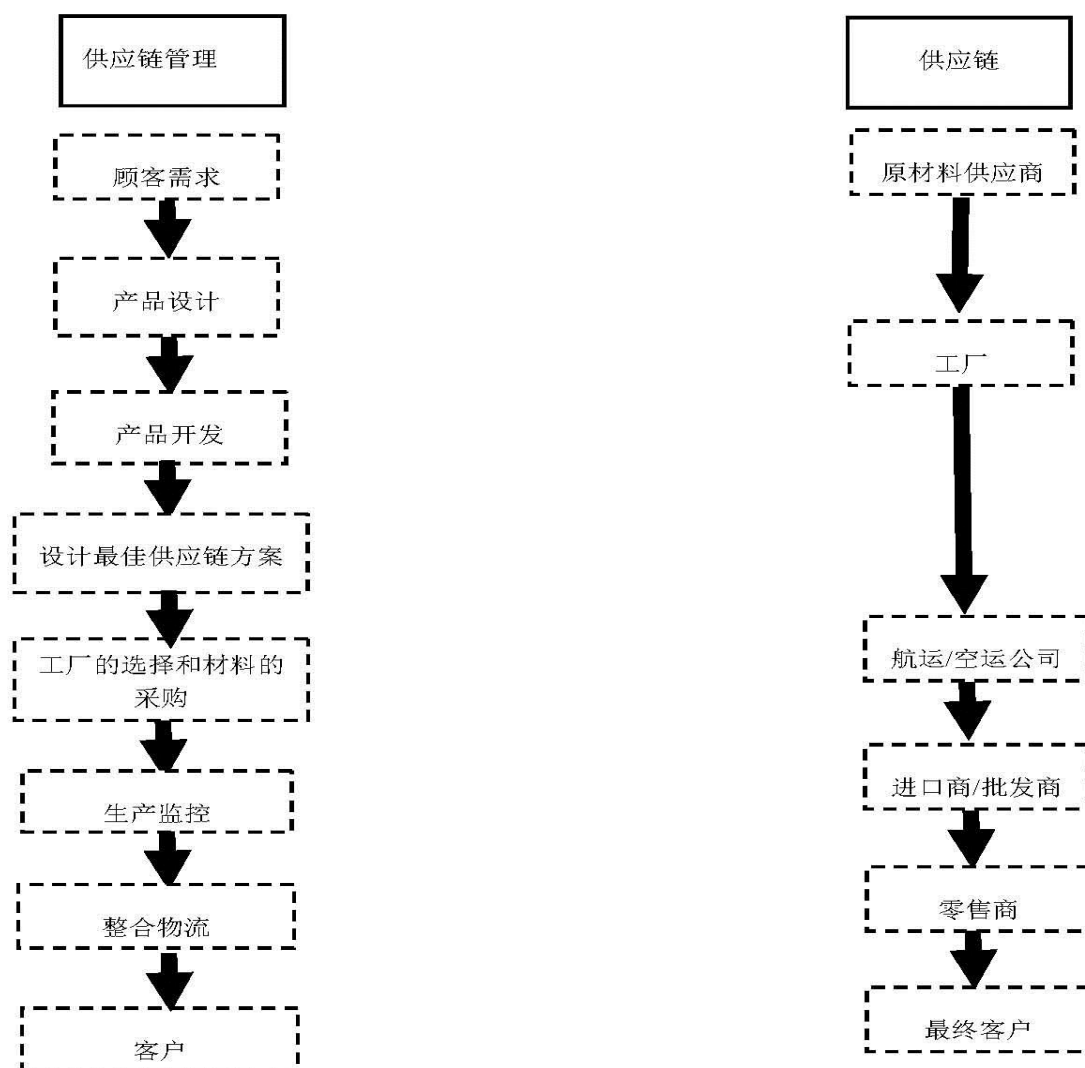 供应链管理
顾客需求
产品设计
产品开发
设计最佳供应链方案
工厂的选择和材料的
采购
生产监控
整合物流
客户
供应链
原材料供应商
工厂
航运/空运公司
进口商/批发商
零售商
最终客户